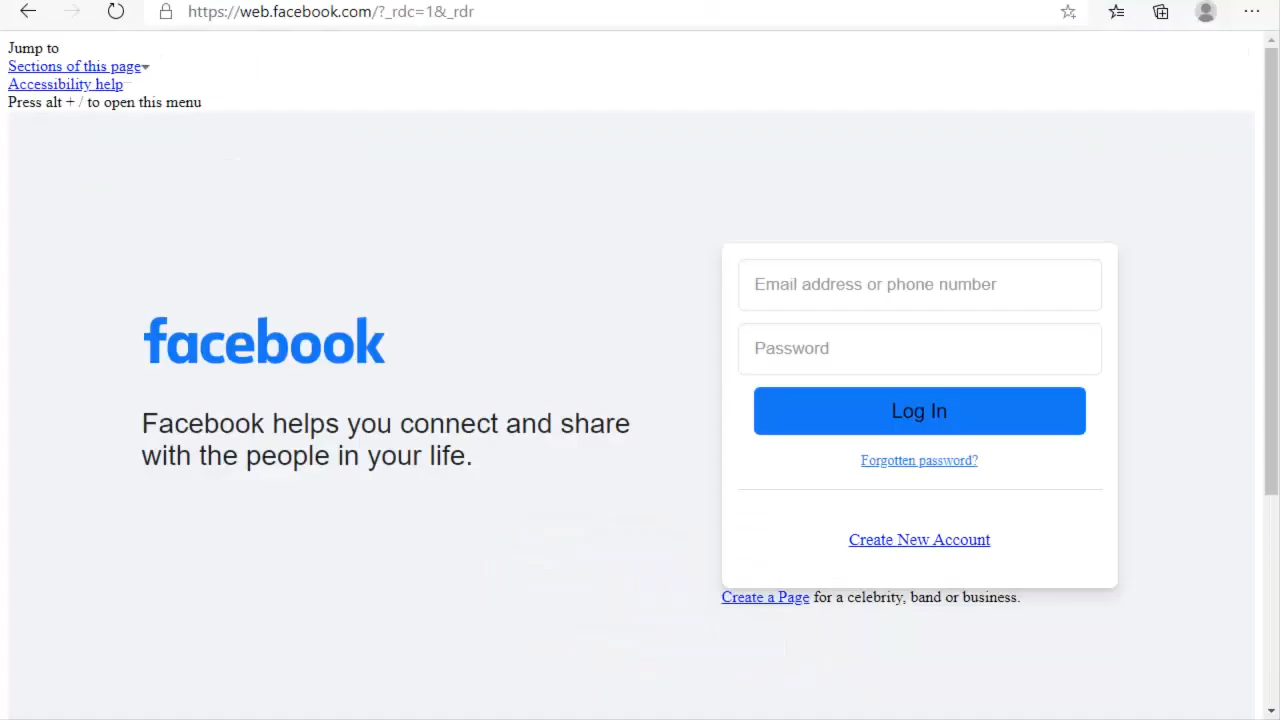 https://web.facebook.com/?_rdc=1&_rdr
Jump to
Sections of this page
Accessibility help
Press alt + / to open this menu
facebook
Facebook helps you connect and share
with the people in your life.
Email address or phone number
Password
Log In
Forgotten password?
Create New Account
Create a Page for a celebrity, band or business.